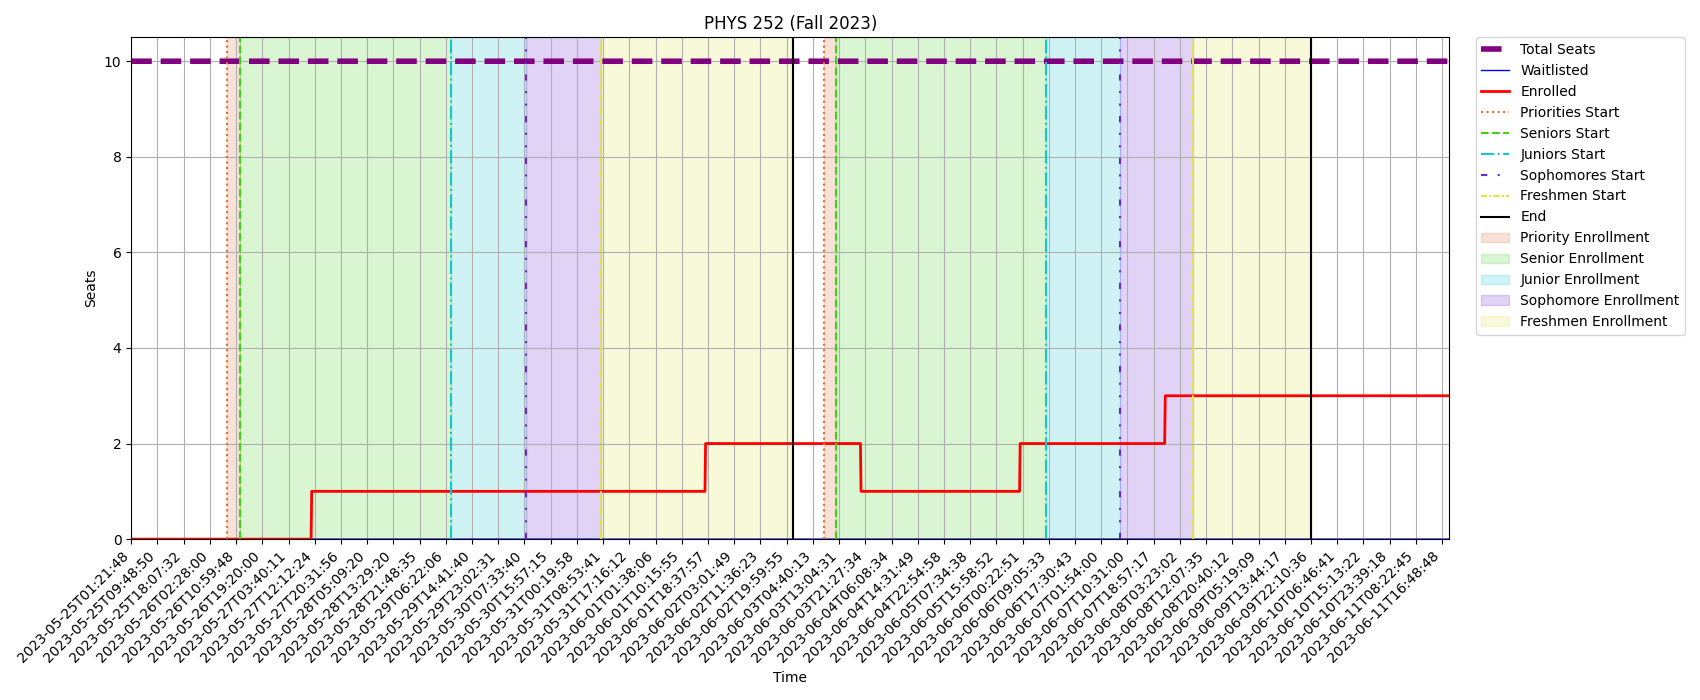 PHYS 252 (Fall 2023)
Seats
10
8
6
4
2
0
2023-05-25T01:21:48
2023-05-25T09:48:50
2023-05-25T18:07:32
2023-05-26T02:28:00
2023-05-26T10:59:48
2023-05-26T19:20:00
2023-05-27T03:40:11
2023-05-27T12:12:24
2023-05-27T20:31:56
2023-05-28T05:09:20
2023-05-28T13:29:20
2023-05-28T21:48:35
2023-05-29T06:22:06
2023-05-29T14:41:40
2023-05-29T23:02:31
2023-05-30T07:33:40
2023-05-30T15:57:15
2023-05-31T00:19:58
2023-05-31T08:53:41
2023-05-31T17:16:12
2023-06-01T01:38:06
2023-06-01T10:15:55
2023-06-01T18:37:57
2023-06-02T03:01:49
2023-06-02T11:36:23
2023-06-02T19:59:55
2023-06-03T04:40:13
2023-06-03T13:04:31
2023-06-03T21:27:34
2023-06-04T06:08:34
2023-06-04T14:31:49
2023-06-04T22:54:58
2023-06-05T07:34:38
2023-06-05T15:58:52
2023-06-06T00:22:51
2023-06-06T09:05:33
2023-06-06T17:30:43
2023-06-07T01:54:00
2023-06-07T10:31:00
2023-06-07T18:57:17
2023-06-08T03:23:02
2023-06-08T12:07:35
2023-06-08T20:40:12
2023-06-09T05:19:09
2023-06-09T13:44:17
2023-06-09T22:10:36
2023-06-10T06:46:41
2023-06-10T15:13:22
2023-06-10T23:39:18
2023-06-11T08:22:45
2023-06-11T16:48:48
Time
Total Seats
Waitlisted
Enrolled
Priorities Start
Seniors Start
Juniors Start
Sophomores Start
Freshmen Start
End
Priority Enrollment
Senior Enrollment
Junior Enrollment
Sophomore Enrollment
Freshmen Enrollment